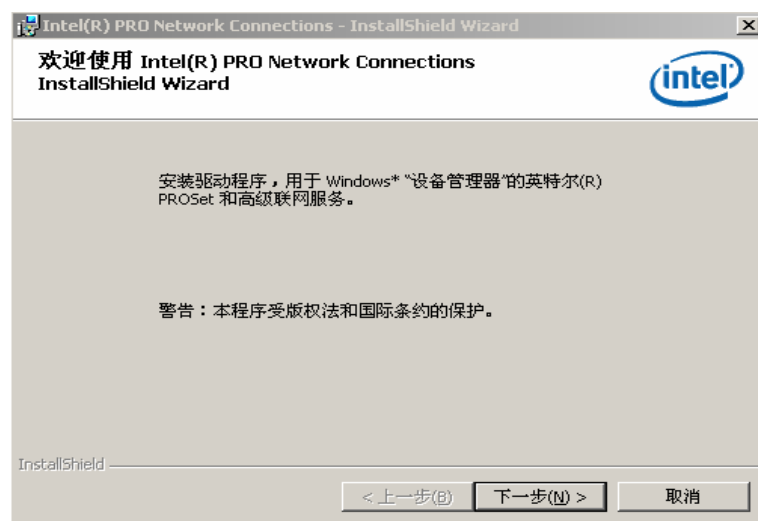 Intel(R) PRO Network Connections - InstallShield Wizard
欢迎使用 Intel(R) PRO Network Connections
InstallShield Wizard
intel
安装驱动程序，用于 Windows* "设备管理器"的英特尔(R)
PROSet 和高级联网服务。
警告：本程序受版权法和国际条约的保护。
InstallShield
< 上一步(B)
下一步(N) >
取消